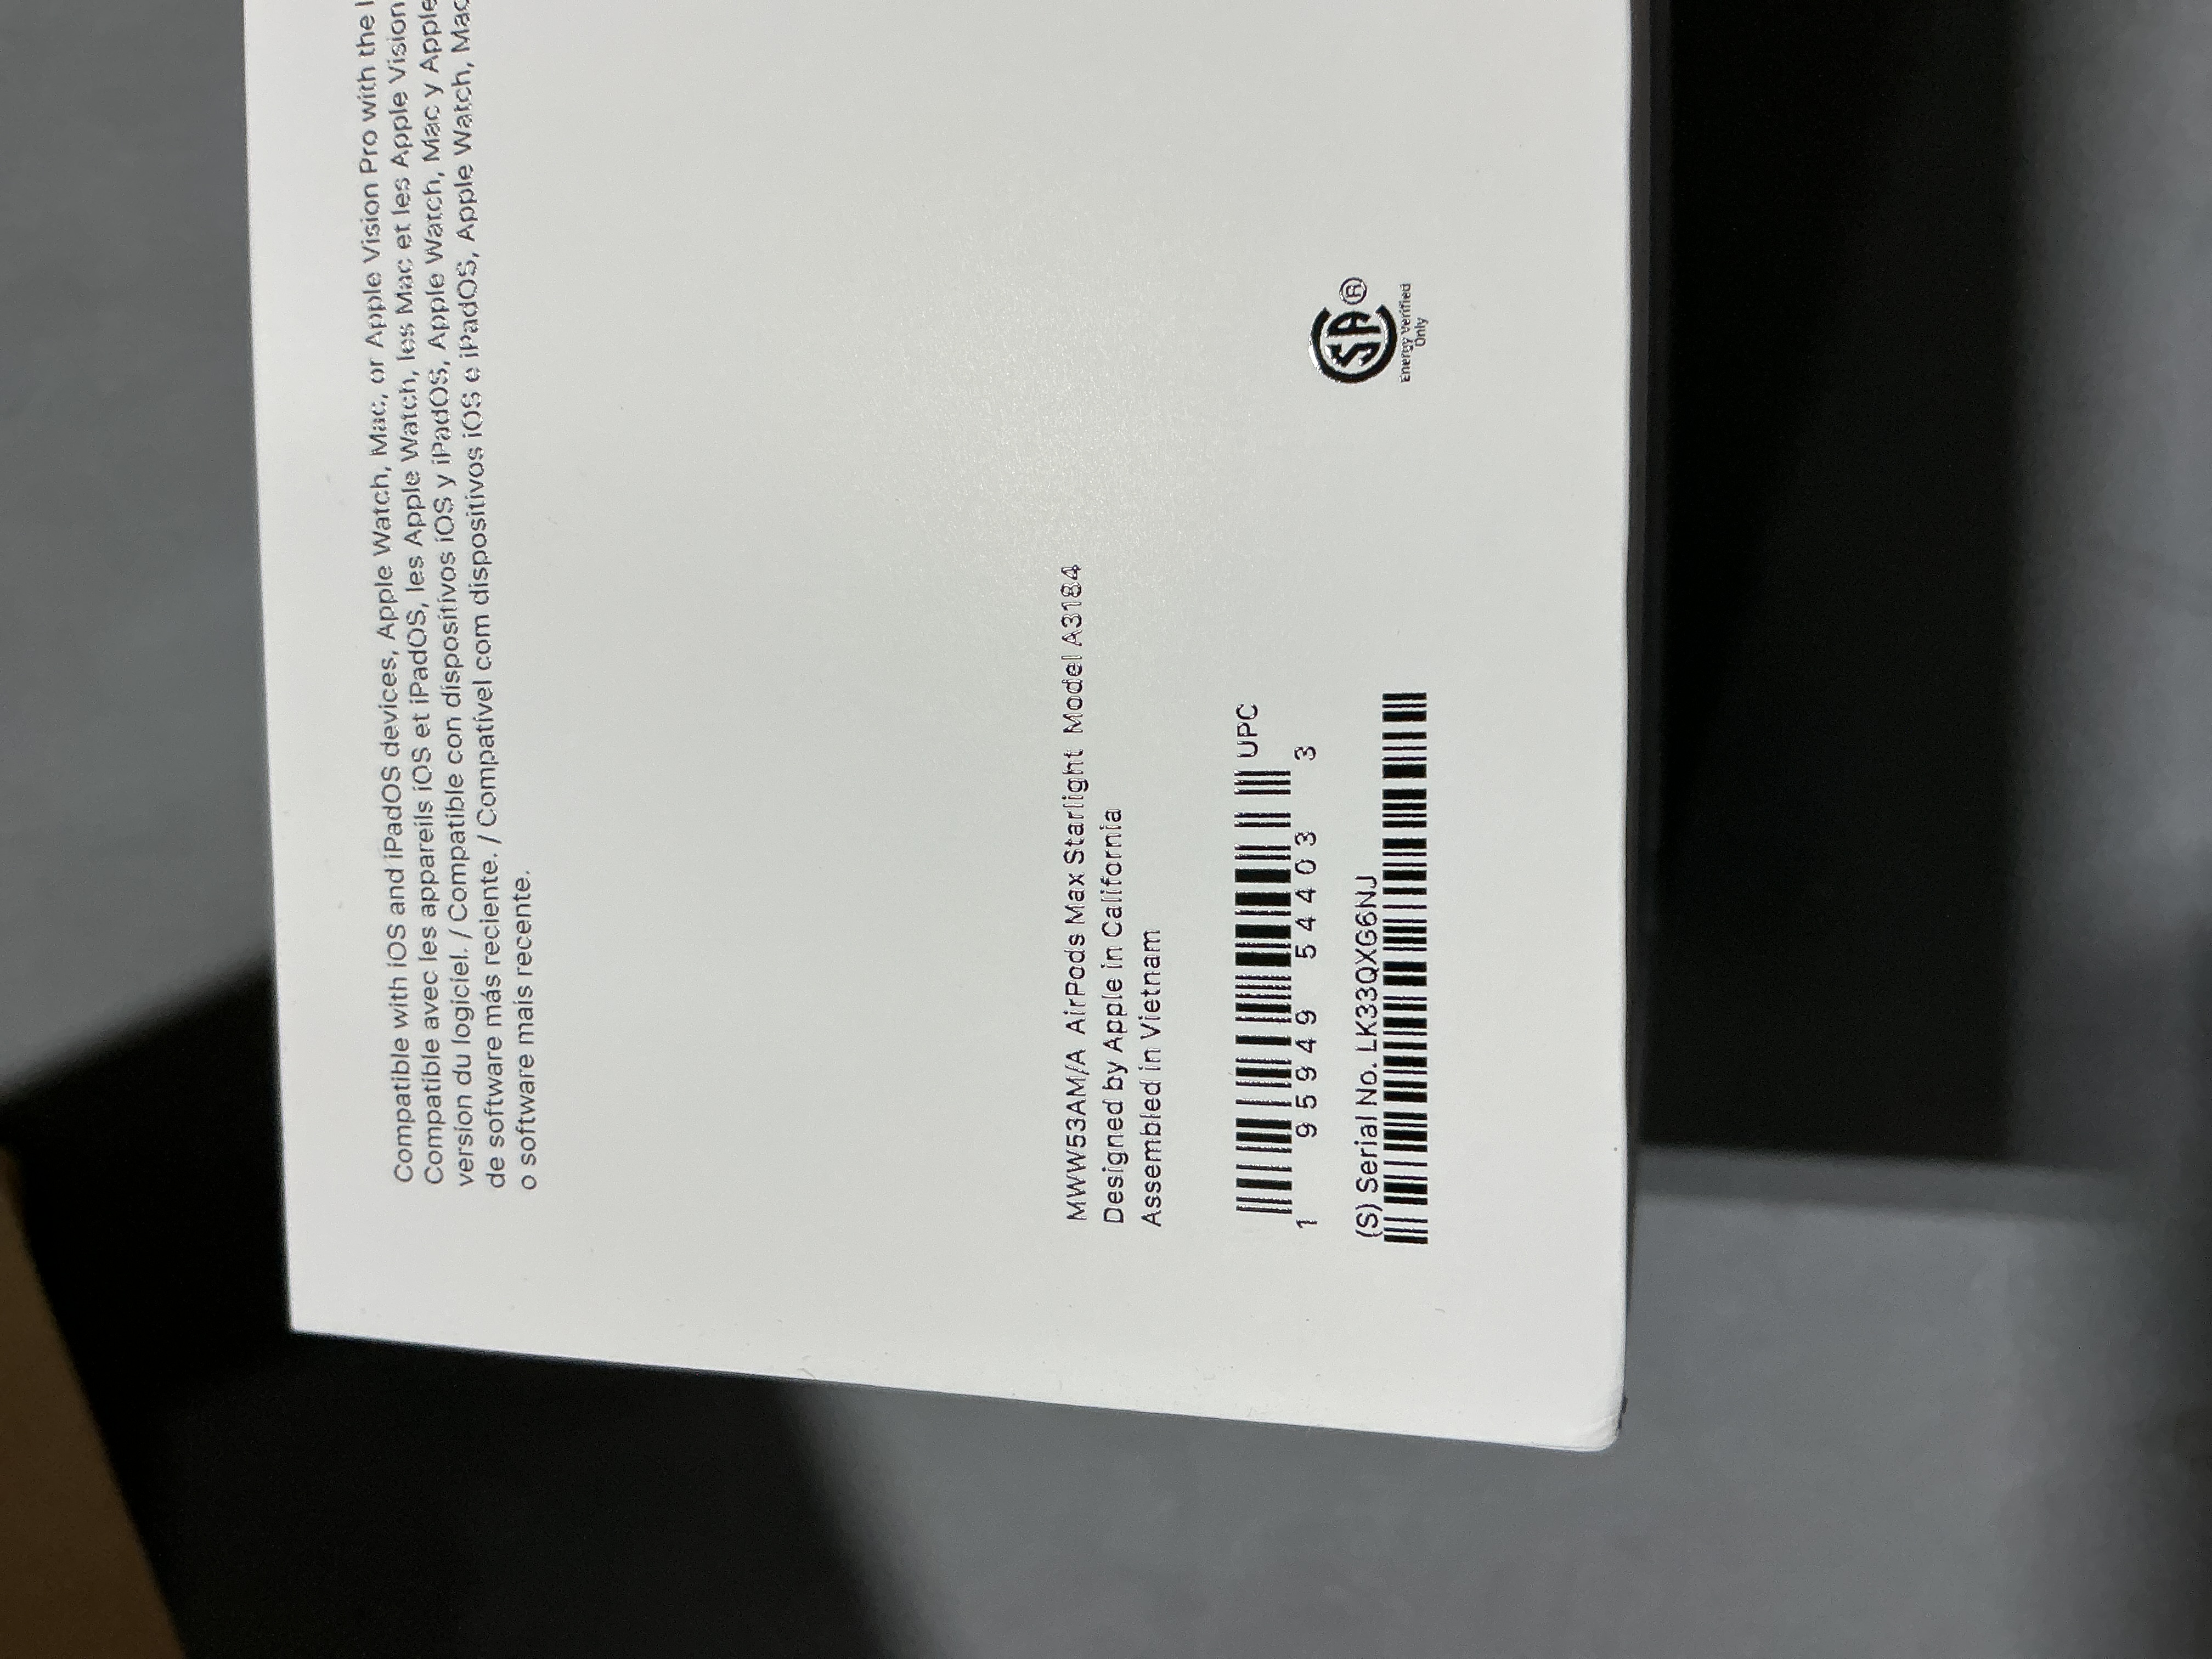 Compatible with iOS and iPadOS devices, Apple Watch, Mac, or Apple Vision Pro with the
Compatible avec les appareils iOS et iPadOS, les Apple Watch, les Mac et les Apple Vision
version du logiciel. / Compatible con dispositivos iOS y iPadOS, Apple Watch, Mac y Apple
de software más reciente. / Compatível com dispositivos iOS e iPadOS, Apple Watch, Mac
o software mais recente.
MWW53AM/A AirPods Max Starlight Model A3184
Designed by Apple in California
Assembled in Vietnam
UPC
1 95949 54403 3
(S) Serial No. LK33QXG6NJ
SA®
Energy Verified
Only